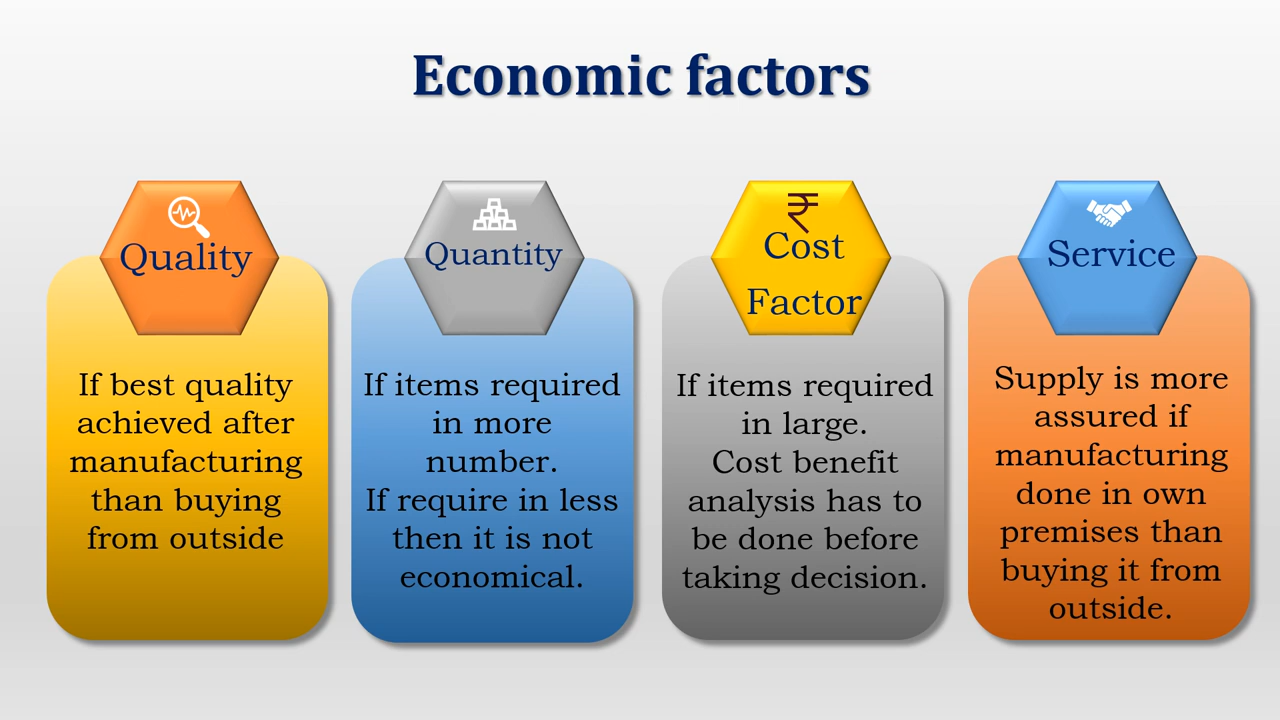 Economic factors
Quality
If best quality
achieved after
manufacturing
than buying
from outside
Quantity
If items required
in more
number.
If require in less
then it is not
economical.
₹
Cost
Factor
If items required
in large.
Cost benefit
analysis has to
be done before
taking decision.
Service
Supply is more
assured if
manufacturing
done in own
premises than
buying it from
outside.